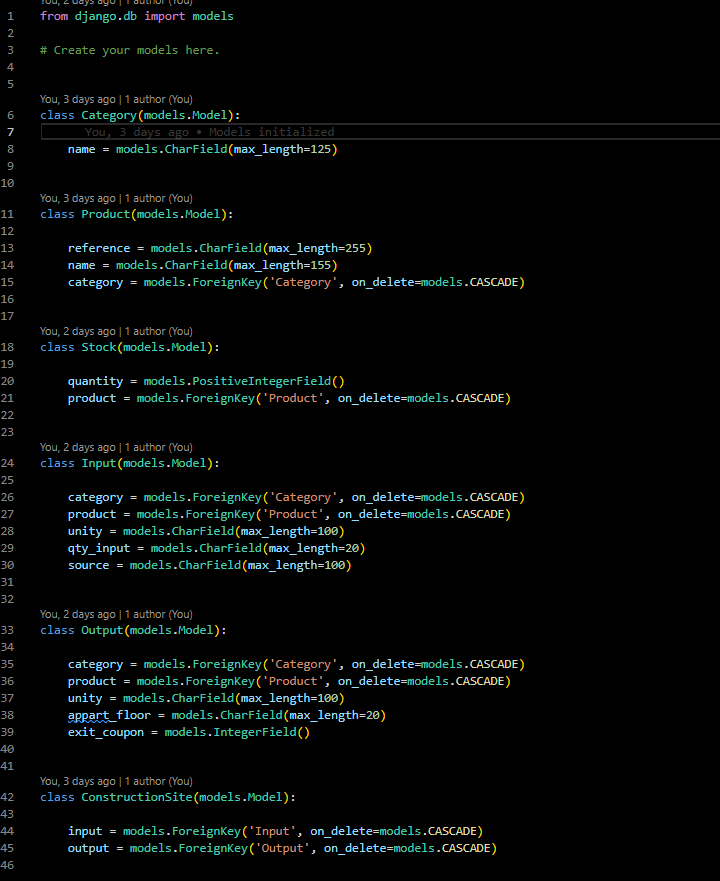 You, 2 days ago | 1 author (You)
1 from django.db import models
2
3 # Create your models here.
4
5
You, 3 days ago | 1 author (You)
6 class Category(models.Model):
7 You, 3 days ago • Models initialized
8 name = models.CharField(max_length=125)
9
10
You, 3 days ago | 1 author (You)
11 class Product(models.Model):
12
13 reference = models.CharField(max_length=255)
14 name = models.CharField(max_length=155)
15 category = models.ForeignKey('Category', on_delete=models.CASCADE)
16
17
You, 2 days ago | 1 author (You)
18 class Stock(models.Model):
19
20 quantity = models.PositiveIntegerField()
21 product = models.ForeignKey('Product', on_delete=models.CASCADE)
22
23
You, 2 days ago | 1 author (You)
24 class Input(models.Model):
25
26 category = models.ForeignKey('Category', on_delete=models.CASCADE)
27 product = models.ForeignKey('Product', on_delete=models.CASCADE)
28 unity = models.CharField(max_length=100)
29 qty_input = models.CharField(max_length=20)
30 source = models.CharField(max_length=100)
31
32
You, 2 days ago | 1 author (You)
33 class Output(models.Model):
34
35 category = models.ForeignKey('Category', on_delete=models.CASCADE)
36 product = models.ForeignKey('Product', on_delete=models.CASCADE)
37 unity = models.CharField(max_length=100)
38 appart_floor = models.CharField(max_length=20)
39 exit_coupon = models.IntegerField()
40
41
You, 3 days ago | 1 author (You)
42 class ConstructionSite(models.Model):
43
44 input = models.ForeignKey('Input', on_delete=models.CASCADE)
45 output = models.ForeignKey('Output', on_delete=models.CASCADE)
46